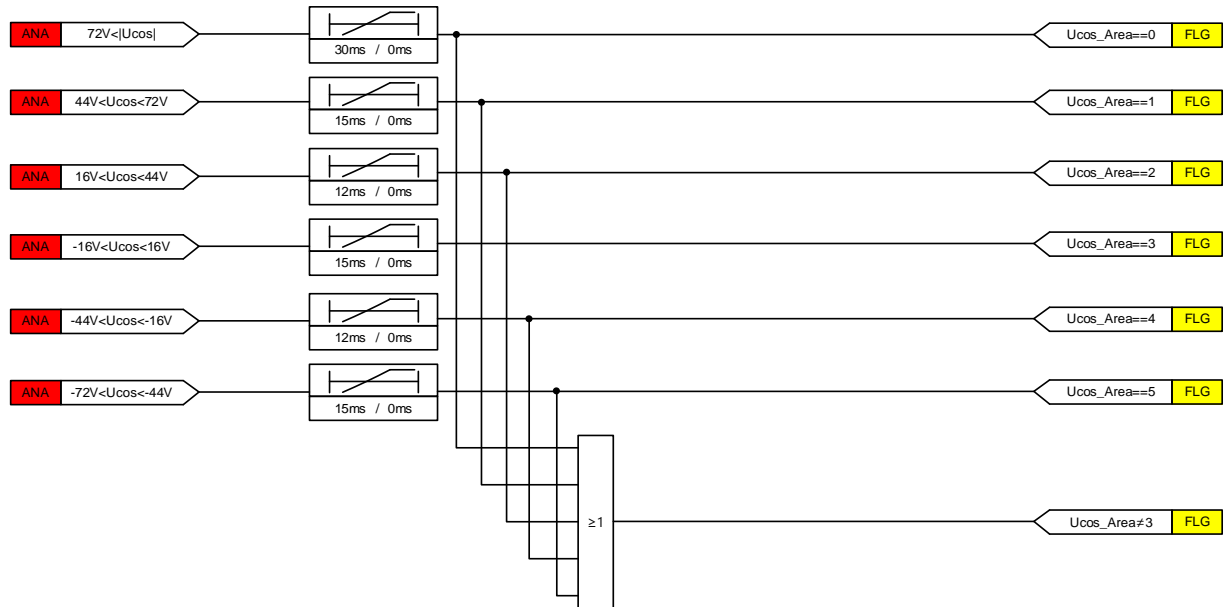 ANA 72V<|Ucos| 30ms / 0ms Ucos_Area==0 FLG
ANA 44V<Ucos<72V 15ms / 0ms Ucos_Area==1 FLG
ANA 16V<Ucos<44V 12ms / 0ms Ucos_Area==2 FLG
ANA -16V<Ucos<16V 15ms / 0ms Ucos_Area==3 FLG
ANA -44V<Ucos<-16V 12ms / 0ms Ucos_Area==4 FLG
ANA -72V<Ucos<-44V 15ms / 0ms Ucos_Area==5 FLG
≥1 Ucos_Area≠3 FLG